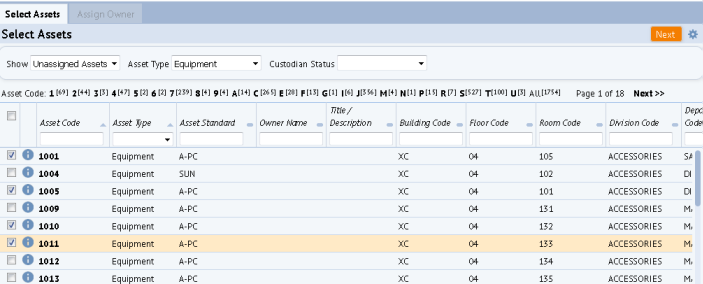 Select Assets Assign Owner
Select Assets Next
Show Unassigned Assets Asset Type Equipment Custodian Status
Asset Code: 1 [69] 2 [44] 3 [3] 4 [47] 5 [2] 6 [2] 7 [239] 8 [4] 9 [4] A [14] C [265] E [28] F [13] G [1] I [6] J [356] M [4] N [1] P [15] R [7] S [527] T [100] U [3] ALL [1754] Page 1 of 18 Next >>
Title /
Asset Code Asset Type Asset Standard Owner Name Description Building Code Floor Code Room Code Division Code
1001 Equipment A-PC XC 04 105 ACCESSORIES SA
1004 Equipment SUN XC 04 102 ACCESSORIES DI
1005 Equipment A-PC XC 04 101 ACCESSORIES DI
1009 Equipment A-PC XC 04 131 ACCESSORIES
1010 Equipment A-PC XC 04 132 ACCESSORIES
1011 Equipment A-PC XC 04 133 ACCESSORIES
1012 Equipment A-PC XC 04 134 ACCESSORIES
1013 Equipment A-PC XC 04 135 ACCESSORIES